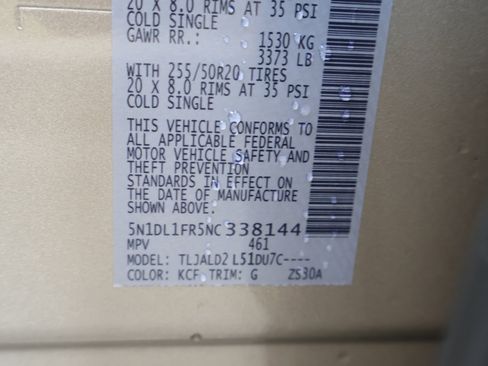 20 X 8.0 RIMS AT 35 PSI
COLD SINGLE
GAWR RR.: 1530 KG
3373 LB
WITH 255/50R20 TIRES
20 X 8.0 RIMS AT 35 PSI
COLD SINGLE
THIS VEHICLE CONFORMS TO
ALL APPLICABLE FEDERAL
MOTOR VEHICLE SAFETY AND
THEFT PREVENTION
STANDARDS IN EFFECT ON
THE DATE OF MANUFACTURE
SHOWN ABOVE.
5N1DL1FR5NC338144
MPV 461
MODEL: TLJALD2 L51DU7C----
COLOR: KCF TRIM: G ZS30A